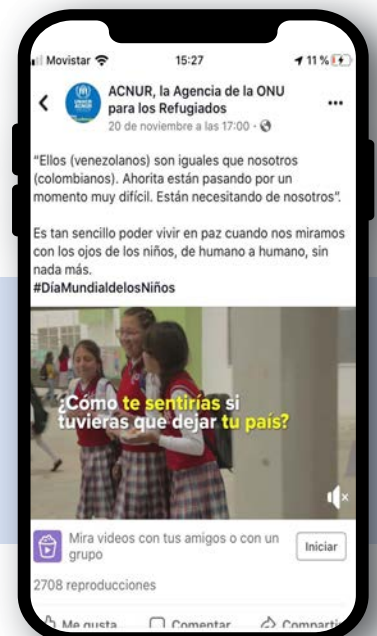 Movistar 15:27 11 %
ACNUR, la Agencia de la ONU
para los Refugiados
20 de noviembre a las 17:00 ·
"Ellos (venezolanos) son iguales que nosotros
(colombianos). Ahorita están pasando por un
momento muy difícil. Están necesitando de nosotros".
Es tan sencillo poder vivir en paz cuando nos miramos
con los ojos de los niños, de humano a humano, sin
nada más.
#DíaMundialdelosNiños
¿Cómo te sentirías si
tuvieras que dejar tu país?
Mira videos con tus amigos o con un
grupo
Iniciar
2708 reproducciones
Me gusta Comentar Comparti